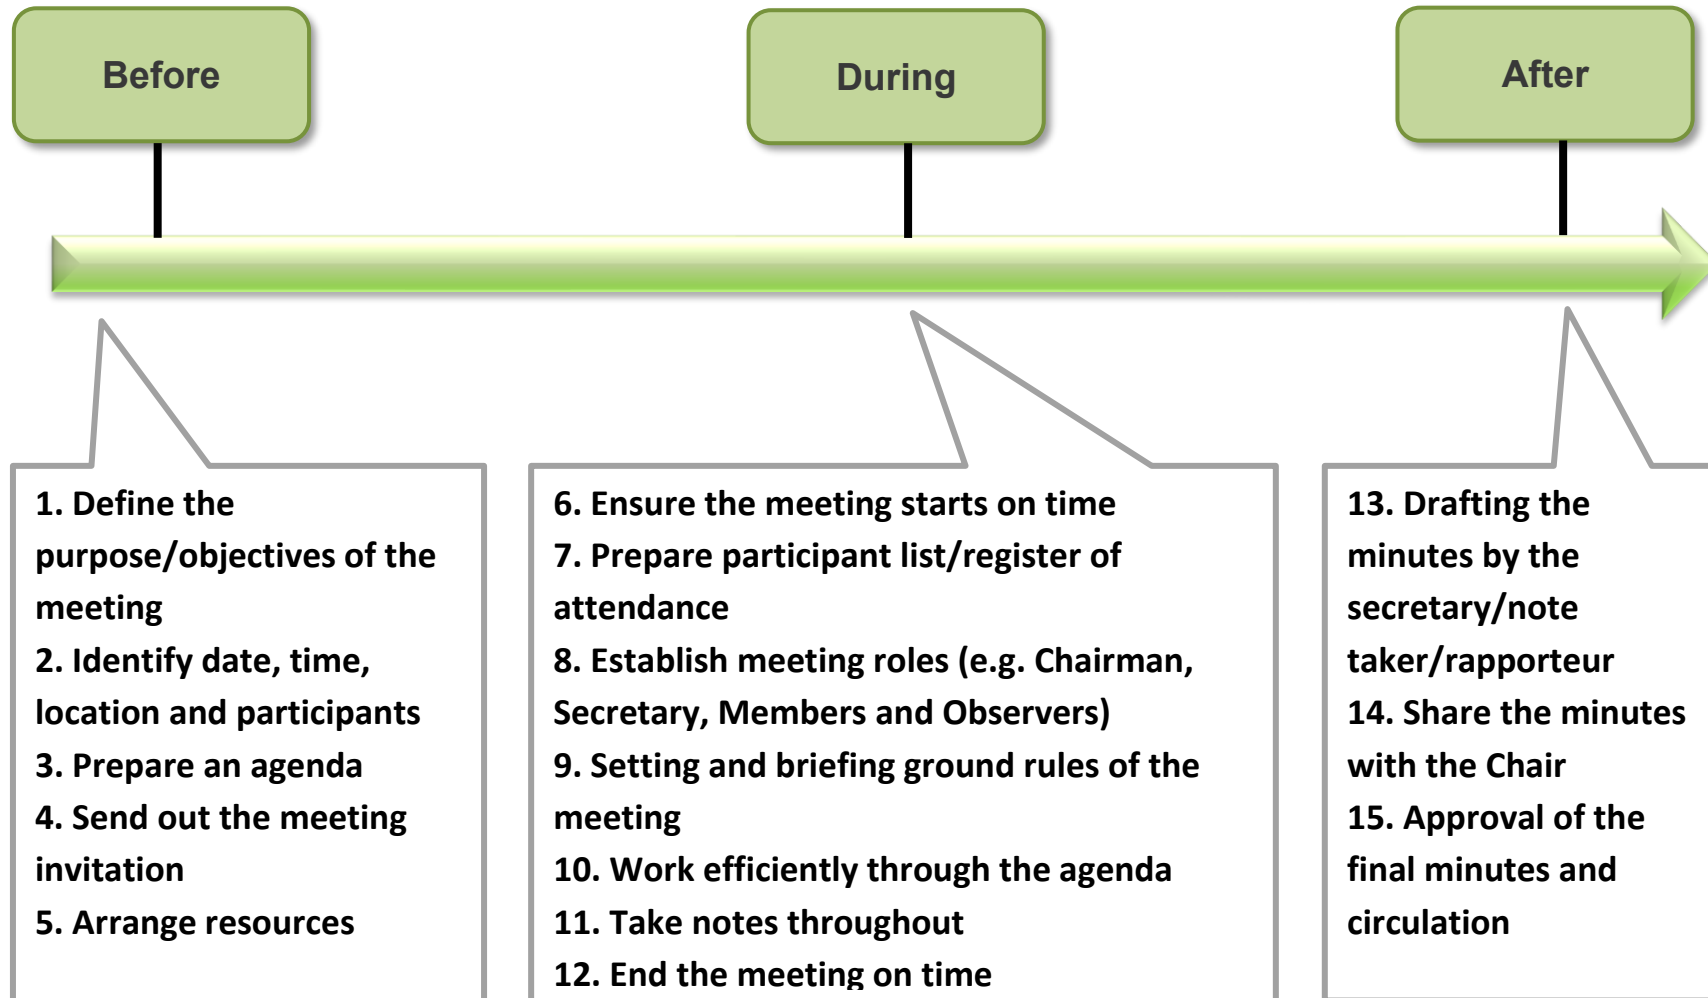 Before
During
After
1. Define the
purpose/objectives of the
meeting
2. Identify date, time,
location and participants
3. Prepare an agenda
4. Send out the meeting
invitation
5. Arrange resources
6. Ensure the meeting starts on time
7. Prepare participant list/register of
attendance
8. Establish meeting roles (e.g. Chairman,
Secretary, Members and Observers)
9. Setting and briefing ground rules of the
meeting
10. Work efficiently through the agenda
11. Take notes throughout
12. End the meeting on time
13. Drafting the
minutes by the
secretary/note
taker/rapporteur
14. Share the minutes
with the Chair
15. Approval of the
final minutes and
circulation